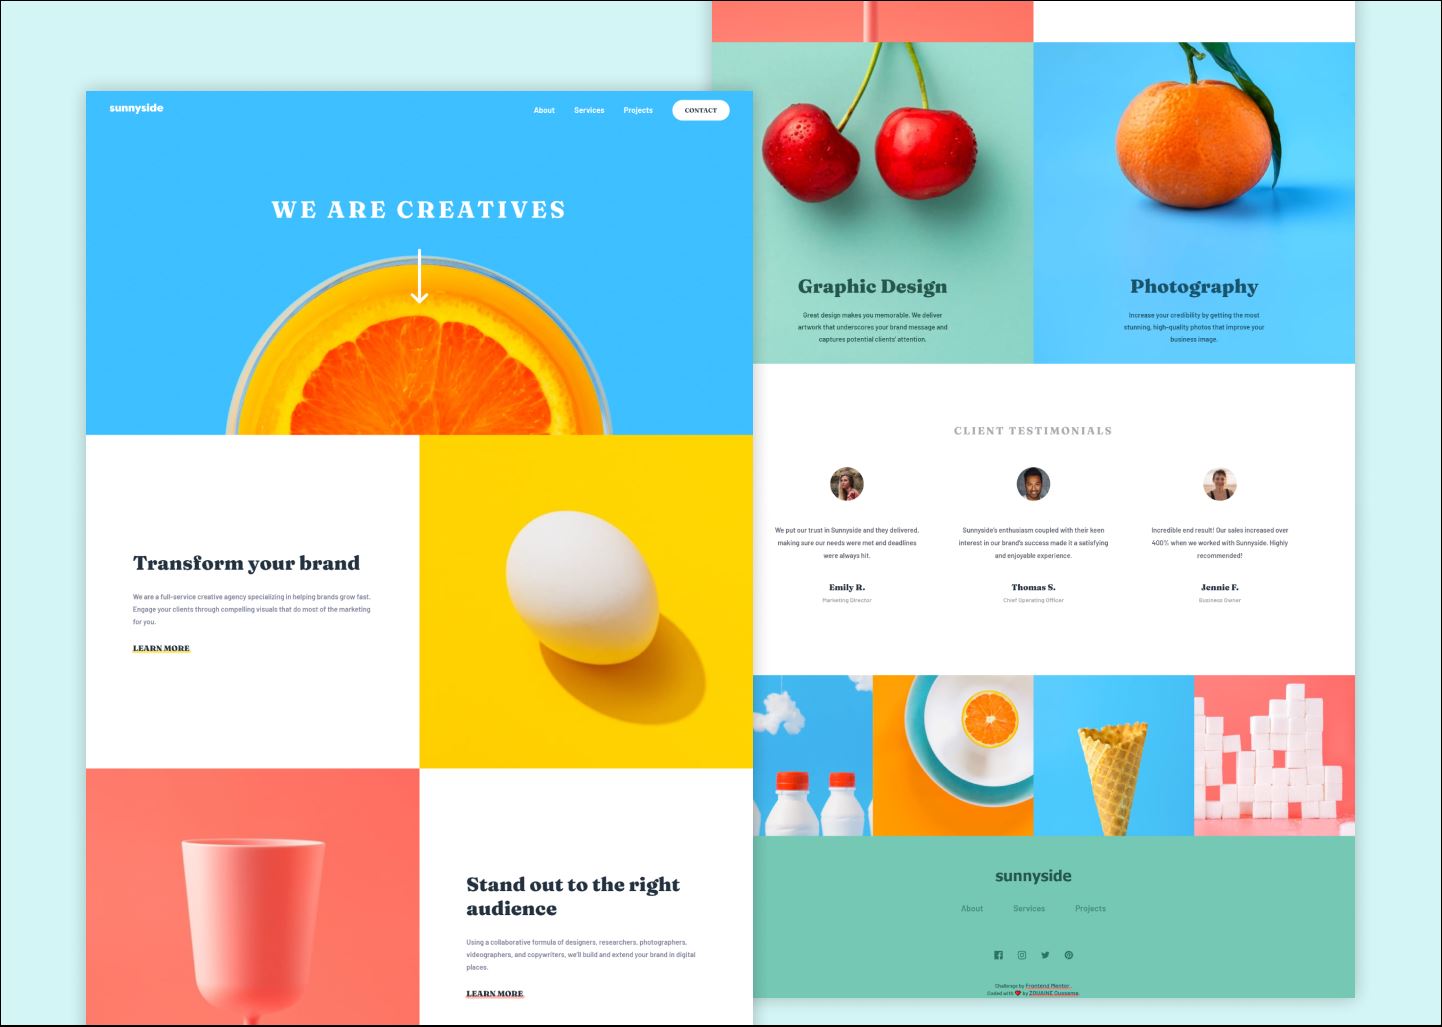 sunnyside
About Services Projects CONTACT
WE ARE CREATIVES
Transform your brand
We are a full-service creative agency specializing in helping brands grow fast.
Engage your clients through compelling visuals that do most of the marketing
for you.
LEARN MORE
Stand out to the right
audience
Using a collaborative formula of designers, researchers, photographers,
videographers, and copywriters, we'll build and extend your brand in digital
places.
LEARN MORE
Graphic Design
Great design makes you memorable. We deliver
artwork that underscores your brand message and
captures potential clients' attention.
Photography
Increase your credibility by getting the most
stunning, high-quality photos that improve your
business image.
CLIENT TESTIMONIALS
We put our trust in Sunnyside and they delivered,
making sure our needs were met and deadlines
were always hit.
Emily R.
Marketing Director
Sunnyside's enthusiasm coupled with their keen
interest in our brand's success made it a satisfying
and enjoyable experience.
Thomas S.
Chief Operating Officer
Incredible end result! Our sales increased over
400% when we worked with Sunnyside. Highly
recommended!
Jennie F.
Business Owner
sunnyside
About Services Projects
Challenge by Frontend Mentor.
Coded with ❤️ by ZOUAINE Oussama.